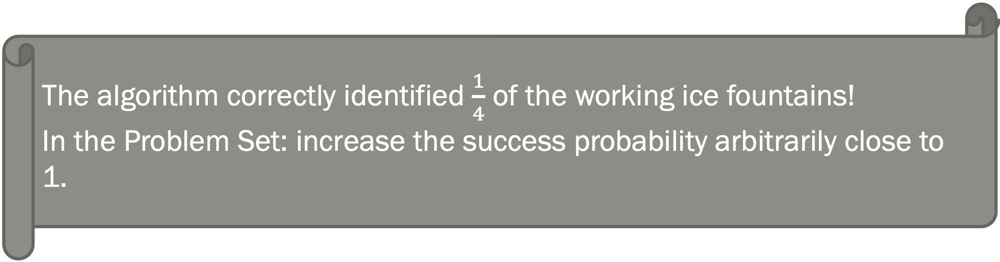 The algorithm correctly identified 1/4 of the working ice fountains!
In the Problem Set: increase the success probability arbitrarily close to
1.